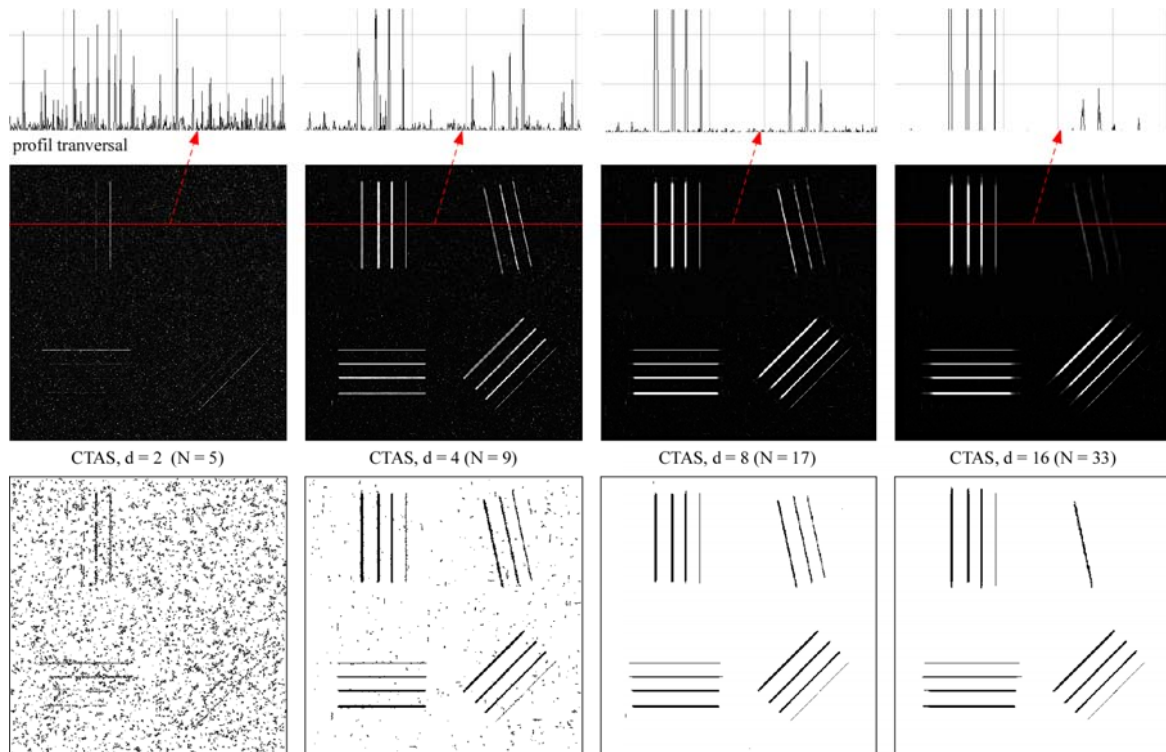 profil tranversal
CTAS, d = 2 (N = 5)
CTAS, d = 4 (N = 9)
CTAS, d = 8 (N = 17)
CTAS, d = 16 (N = 33)